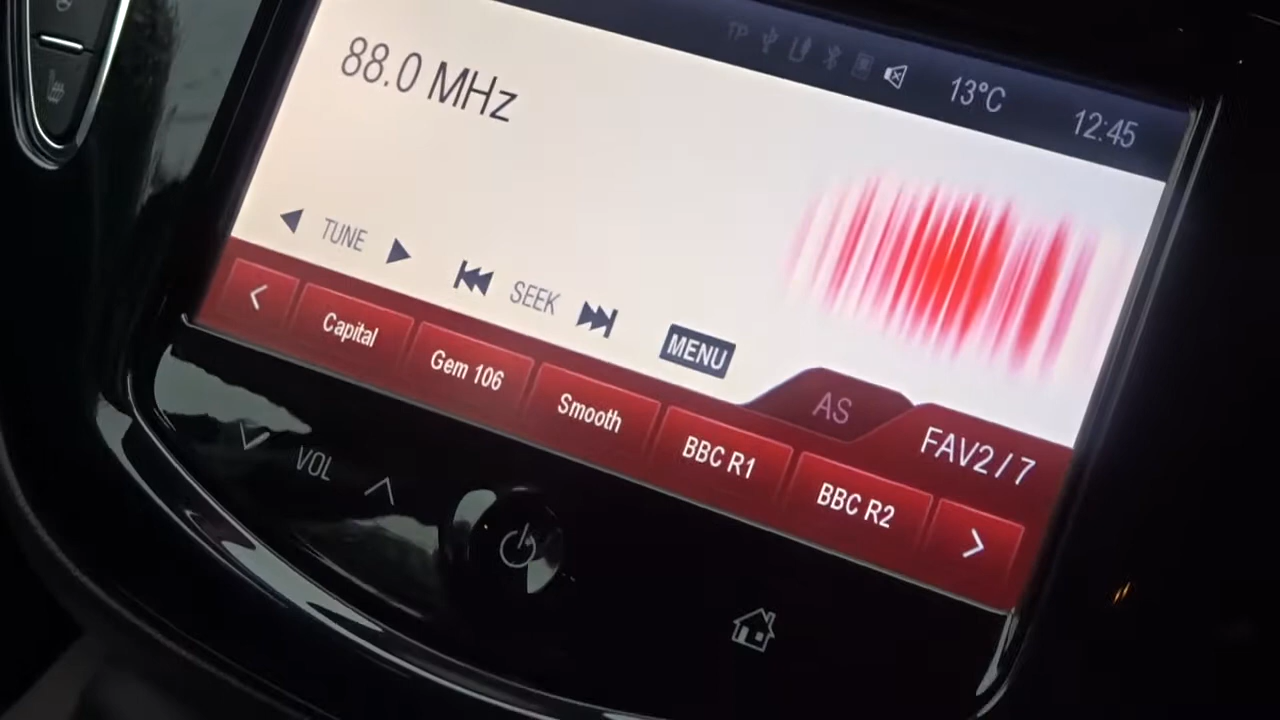 TP 13°C 12:45
88.0 MHz
TUNE SEEK MENU
AS FAV2/7
Capital Gem 106 Smooth BBC R1 BBC R2
VOL